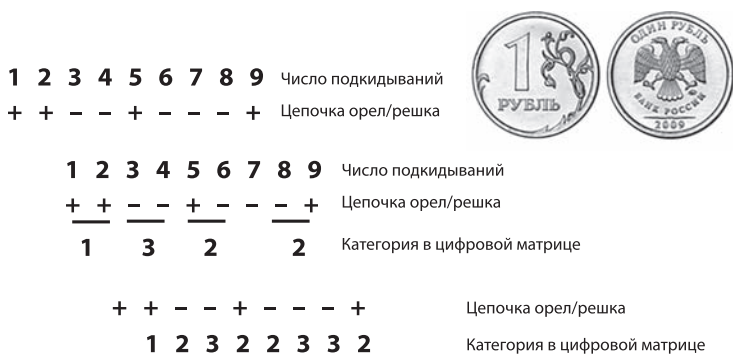 1 2 3 4 5 6 7 8 9 Число подкидываний
+ + – – + – – – + Цепочка орел/решка
1 РУБЛЬ
ОДИН РУБЛЬ
БАНК РОССИИ
2009
1 2 3 4 5 6 7 8 9 Число подкидываний
+ + – – + – – – + Цепочка орел/решка
1 3 2 2 Категория в цифровой матрице
+ + – – + – – – + Цепочка орел/решка
1 2 3 2 2 3 3 2 Категория в цифровой матрице